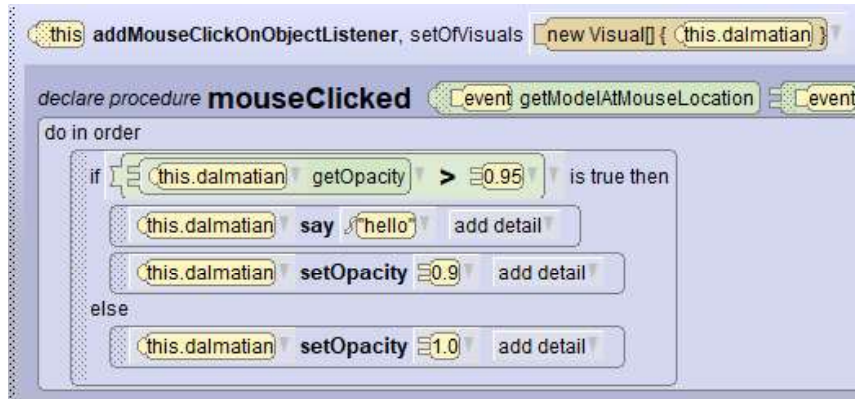 this addMouseClickOnObjectListener, setOfVisuals new Visual[] { this.dalmatian }
declare procedure mouseClicked event getModelAtMouseLocation event
do in order
if this.dalmatian getOpacity > 0.95 is true then
this.dalmatian say "hello" add detail
this.dalmatian setOpacity 0.9 add detail
else
this.dalmatian setOpacity 1.0 add detail